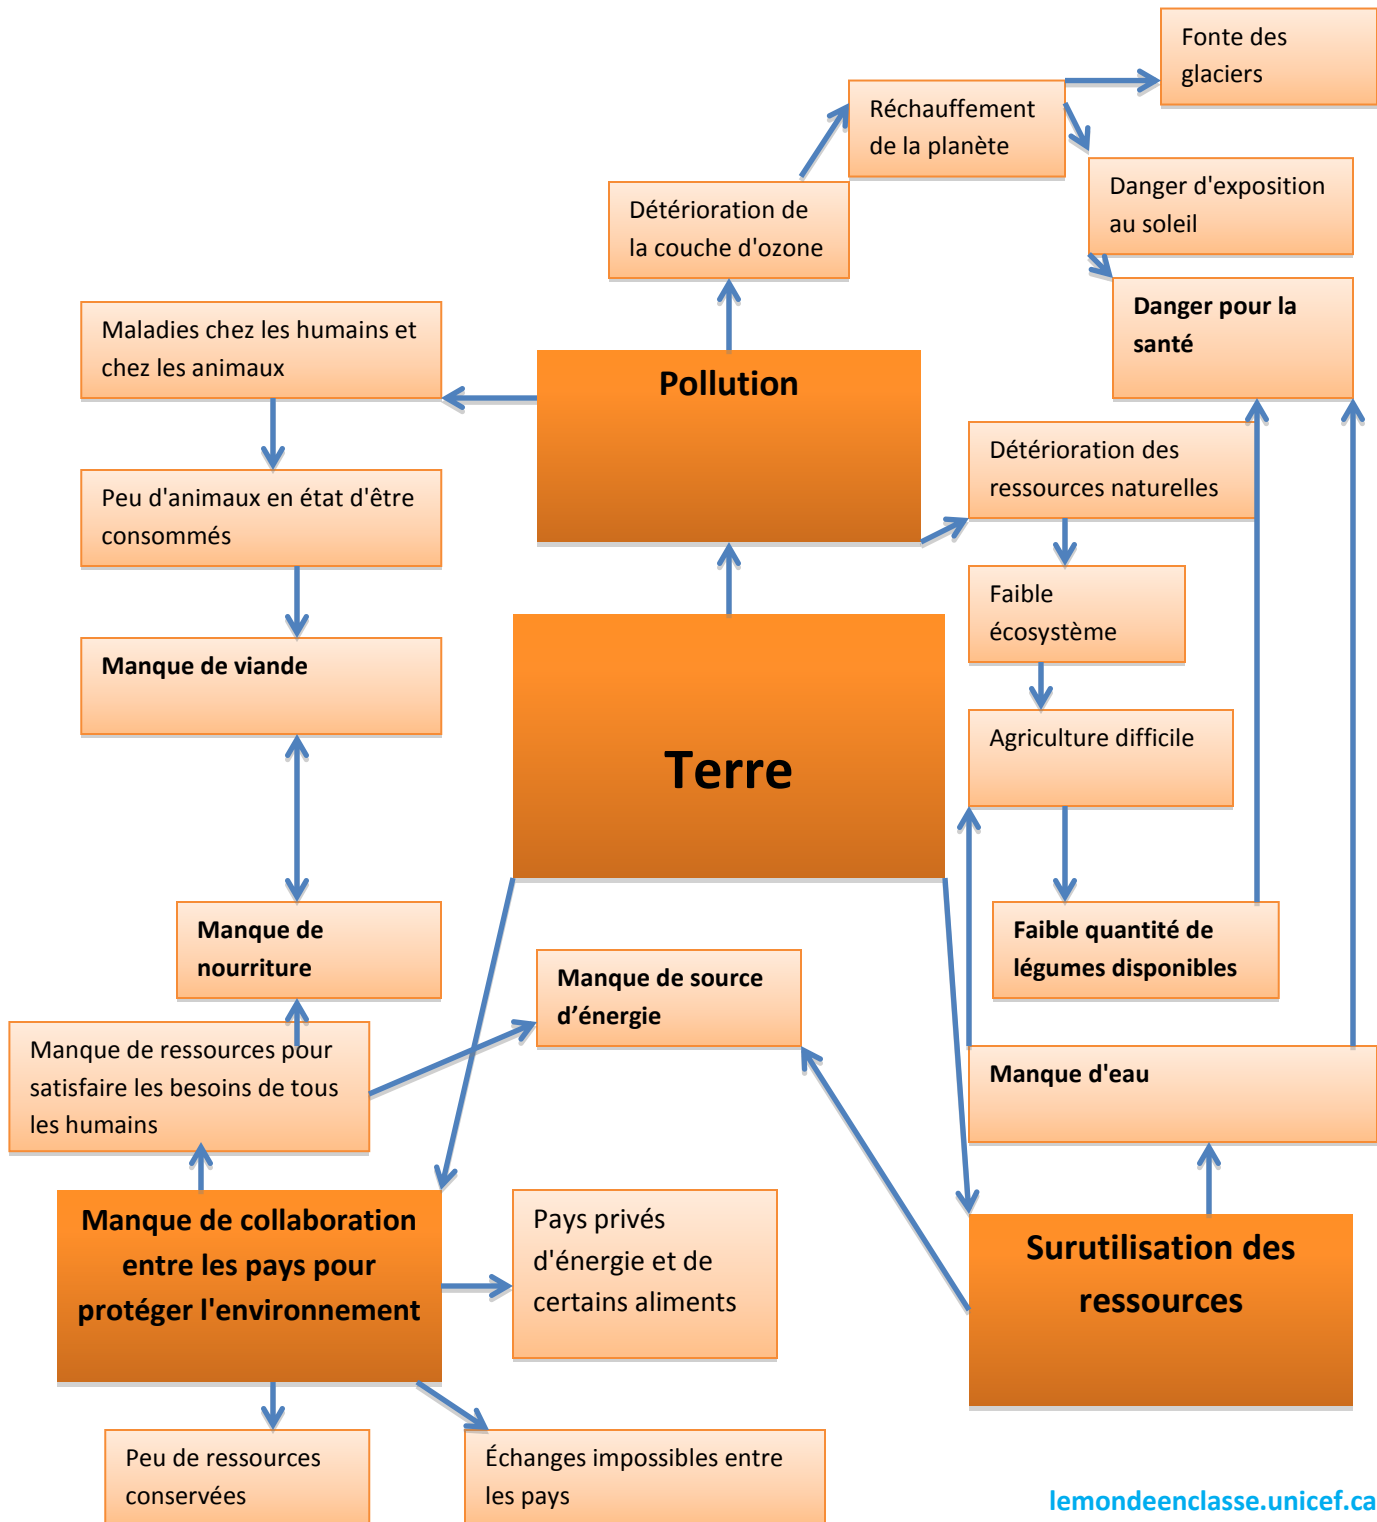 Fonte des
glaciers
Réchauffement
de la planète
Danger d'exposition
au soleil
Détérioration de
la couche d'ozone
Danger pour la
santé
Maladies chez les humains et
chez les animaux
Pollution
Détérioration des
ressources naturelles
Peu d'animaux en état d'être
consommés
Faible
écosystème
Manque de viande
Terre
Agriculture difficile
Manque de
nourriture
Faible quantité de
légumes disponibles
Manque de source
d’énergie
Manque de ressources pour
satisfaire les besoins de tous
les humains
Manque d'eau
Manque de collaboration
entre les pays pour
protéger l'environnement
Pays privés
d'énergie et de
certains aliments
Surutilisation des
ressources
Peu de ressources
conservées
Échanges impossibles entre
les pays
lemondeenclasse.unicef.ca